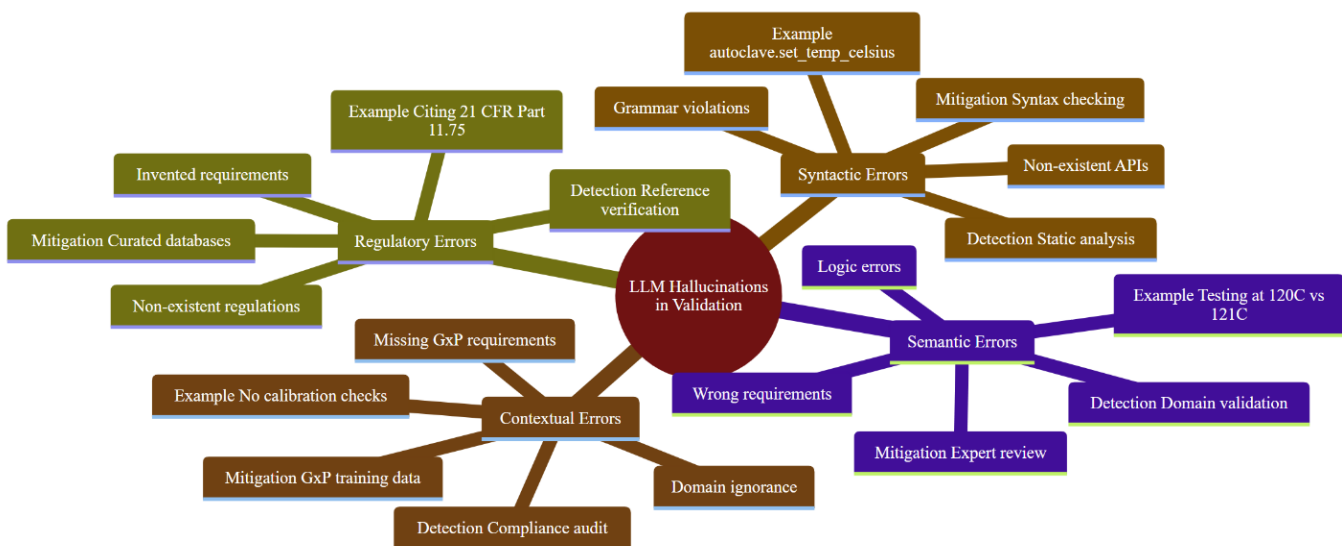 LLM Hallucinations
in Validation
Syntactic Errors
Example
autoclave.set_temp_celsius
Grammar violations
Mitigation Syntax checking
Non-existent APIs
Detection Static analysis
Regulatory Errors
Example Citing 21 CFR Part
11.75
Invented requirements
Detection Reference
verification
Mitigation Curated databases
Non-existent regulations
Semantic Errors
Logic errors
Example Testing at 120C vs
121C
Wrong requirements
Detection Domain validation
Mitigation Expert review
Contextual Errors
Missing GxP requirements
Example No calibration checks
Mitigation GxP training data
Domain ignorance
Detection Compliance audit